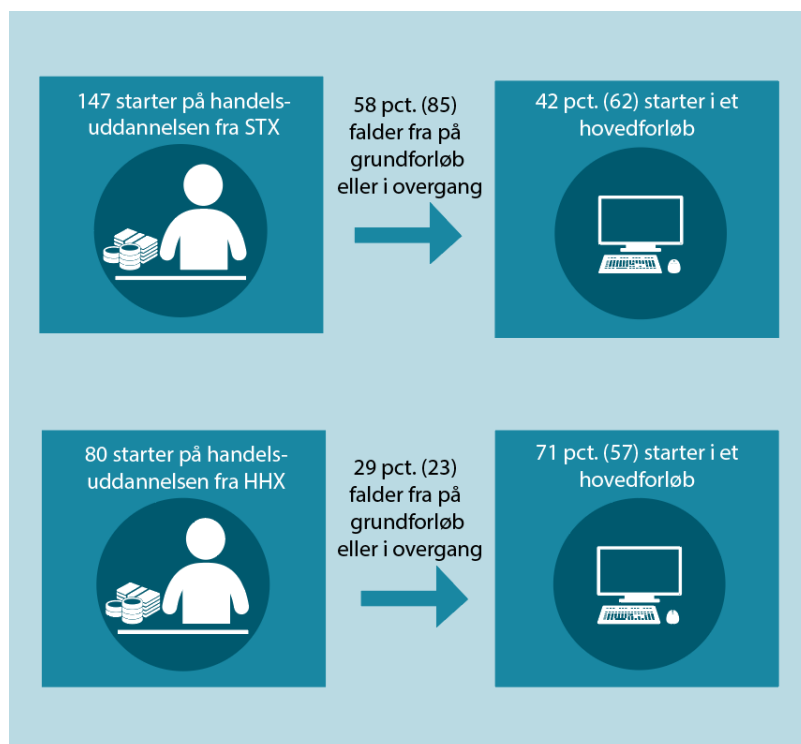 147 starter på handels-
uddannelsen fra STX
58 pct. (85)
falder fra på
grundforløb
eller i overgang
42 pct. (62) starter i et
hovedforløb
80 starter på handels-
uddannelsen fra HHX
29 pct. (23)
falder fra på
grundforløb
eller i overgang
71 pct. (57) starter i et
hovedforløb